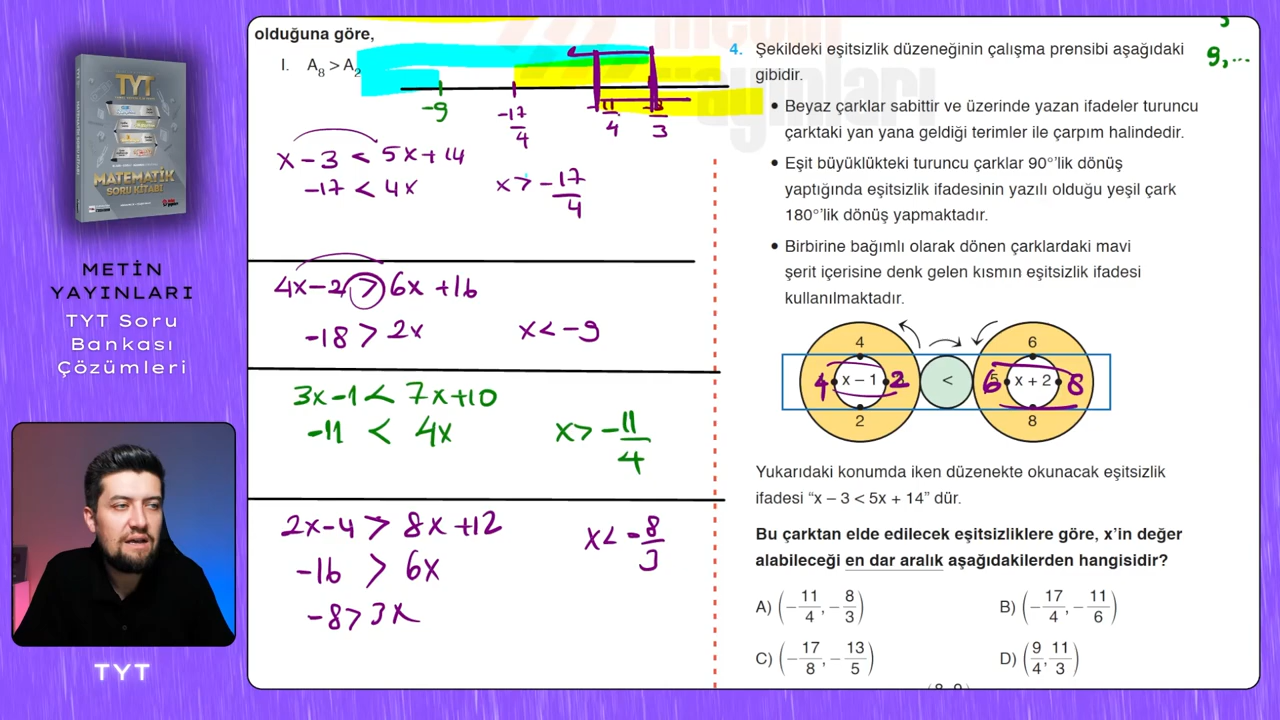 TYT
MATEMATİK
SORU KİTABI
METİN
YAYINLARI
TYT Soru
Bankası
Çözümleri
TYT
olduğuna göre,
I. A₈ > A₂
-9
-17/4
-11/4
-8/3
x - 3 < 5x + 14
-17 < 4x
x > -17/4
4x - 2 > 6x + 16
-18 > 2x
x < -9
3x - 1 < 7x + 10
-11 < 4x
x > -11/4
2x - 4 > 8x + 12
-16 > 6x
-8 > 3x
x < -8/3
9,...
4. Şekildeki eşitsizlik düzeneğinin çalışma prensibi aşağıdaki
gibidir.
• Beyaz çarklar sabittir ve üzerinde yazan ifadeler turuncu
çarktaki yan yana geldiği terimler ile çarpım halindedir.
• Eşit büyüklükteki turuncu çarklar 90°'lik dönüş
yaptığında eşitsizlik ifadesinin yazılı olduğu yeşil çark
180°'lik dönüş yapmaktadır.
• Birbirine bağımlı olarak dönen çarklardaki mavi
şerit içerisine denk gelen kısmın eşitsizlik ifadesi
kullanılmaktadır.
4 6
4 x – 1 2 < 6 x + 2 8
2 8
Yukarıdaki konumda iken düzenekte okunacak eşitsizlik
ifadesi “x – 3 < 5x + 14” dür.
Bu çarktan elde edilecek eşitsizliklere göre, x'in değer
alabileceği en dar aralık aşağıdakilerden hangisidir?
A) (-11/4, -8/3) B) (-17/4, -11/6)
C) (-17/8, -13/5) D) (9/4, 11/3)